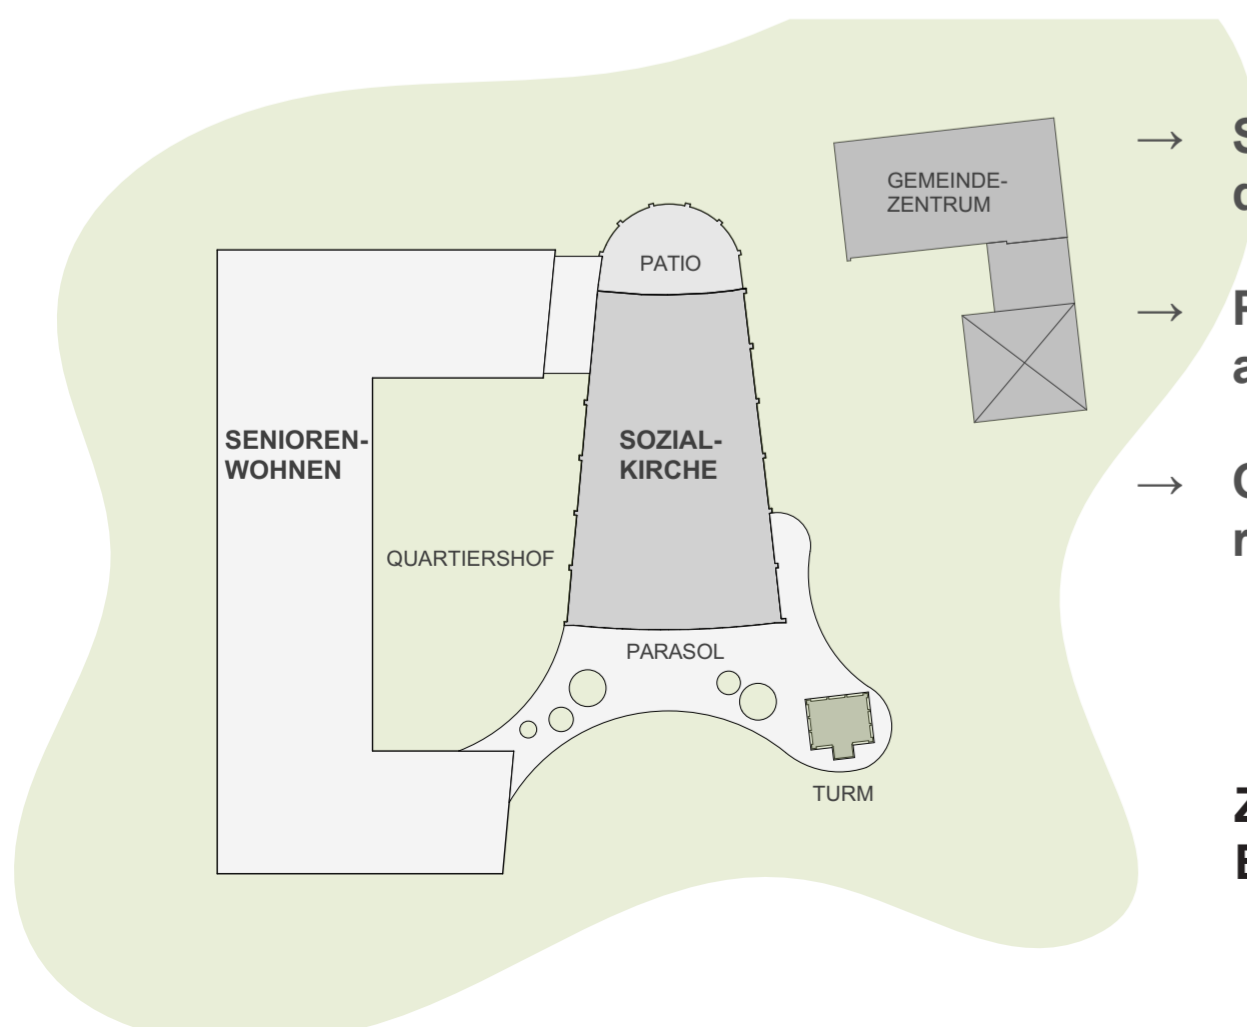 GEMEINDE-
ZENTRUM
PATIO
SENIOREN-
WOHNEN
SOZIAL-
KIRCHE
QUARTIERSHOF
PARASOL
TURM
→
→
→